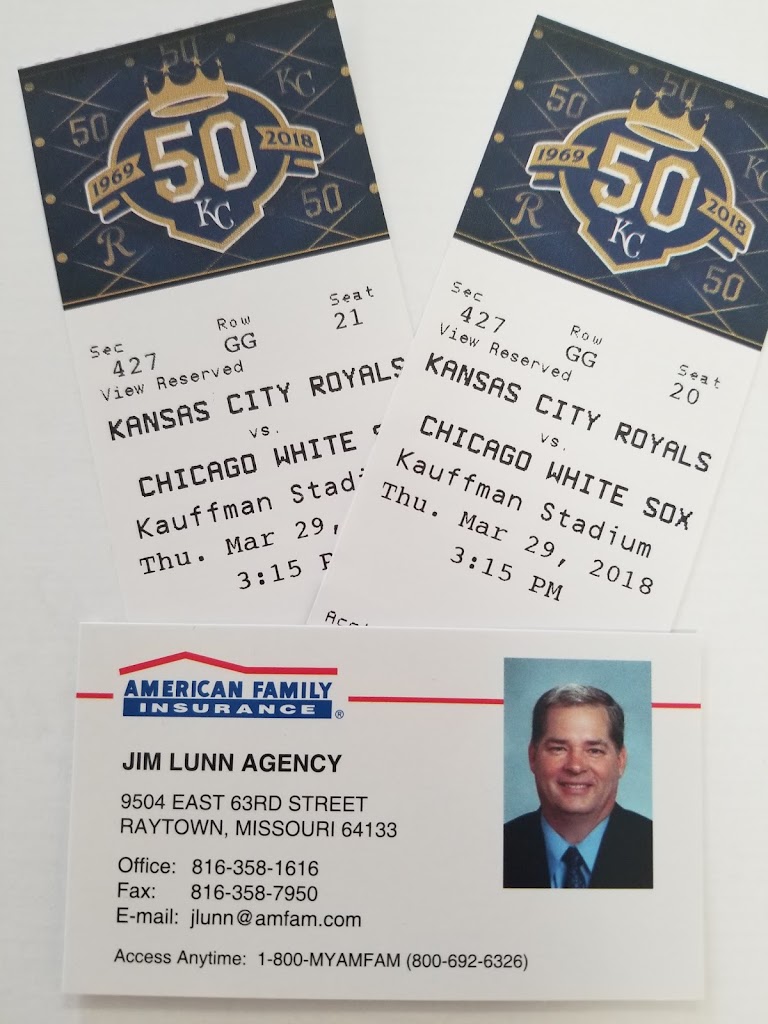 50
KC
50
1969 50 2018
KC
R
50
Sec Row Seat
427 GG 21
View Reserved
KANSAS CITY ROYALS
vs.
CHICAGO WHITE
Kauffman Stadi
Thu. Mar 29,
3:15 P
50
50
KC
1969 50 2018
KC
R
50
Sec Row Seat
427 GG 20
View Reserved
KANSAS CITY ROYALS
vs.
CHICAGO WHITE SOX
Kauffman Stadium
Thu. Mar 29, 2018
3:15 PM
AMERICAN FAMILY
INSURANCE ®
JIM LUNN AGENCY
9504 EAST 63RD STREET
RAYTOWN, MISSOURI 64133
Office: 816-358-1616
Fax: 816-358-7950
E-mail: jlunn@amfam.com
Access Anytime: 1-800-MYAMFAM (800-692-6326)